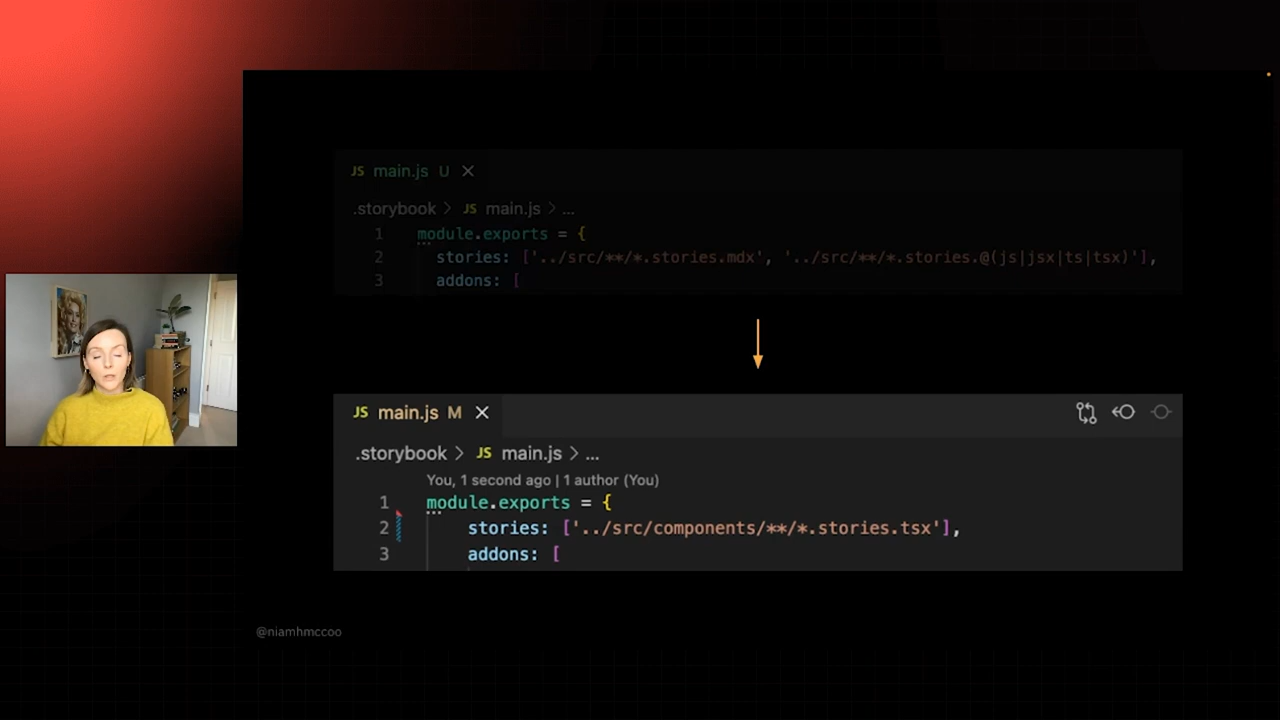 JS main.js U ×
.storybook > JS main.js > ...
1 module.exports = {
2 stories: ['../src/**/*.stories.mdx', '../src/**/*.stories.@(js|jsx|ts|tsx)'],
3 addons: [
JS main.js M ×
.storybook > JS main.js > ...
You, 1 second ago | 1 author (You)
1 module.exports = {
2 stories: ['../src/components/**/*.stories.tsx'],
3 addons: [
@niamhmccoo